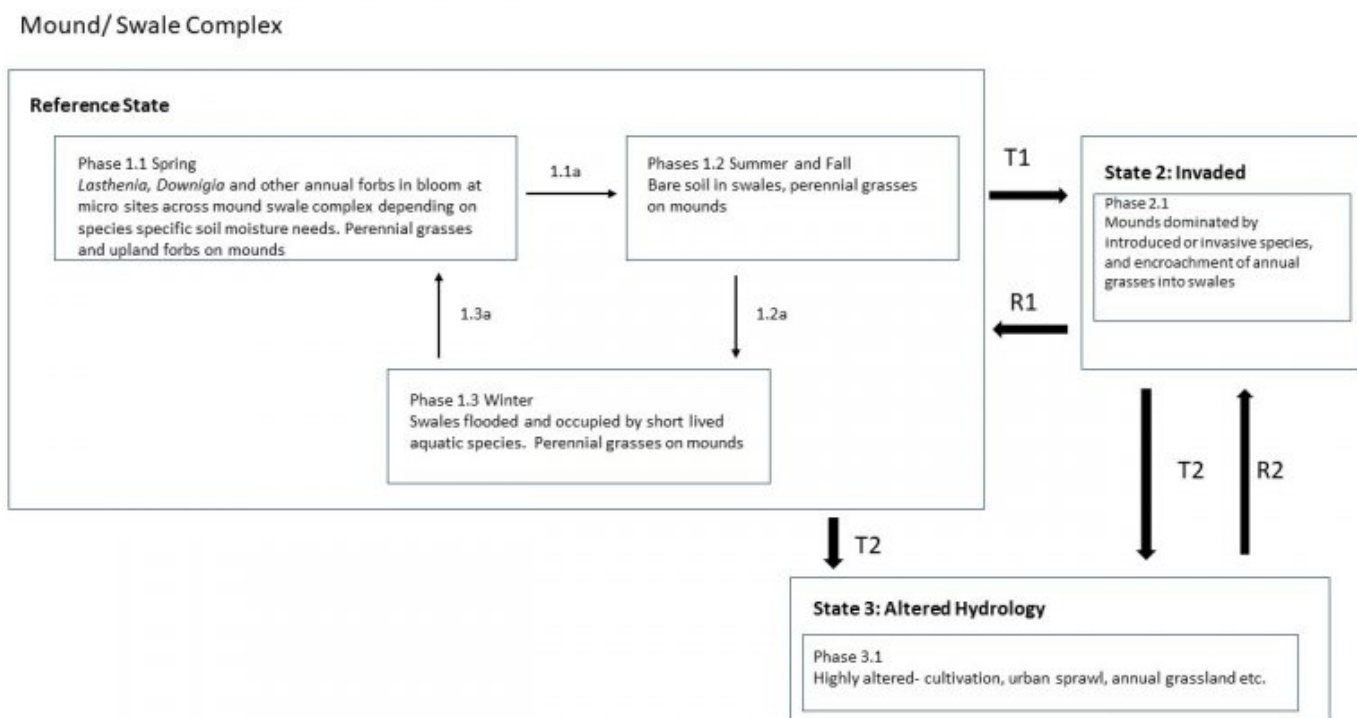 Mound/ Swale Complex
Reference State
Phase 1.1 Spring
Lasthenia, Downigia and other annual forbs in bloom at
micro sites across mound swale complex depending on
species specific soil moisture needs. Perennial grasses
and upland forbs on mounds
1.1a
Phases 1.2 Summer and Fall
Bare soil in swales, perennial grasses
on mounds
1.3a
1.2a
Phase 1.3 Winter
Swales flooded and occupied by short lived
aquatic species. Perennial grasses on mounds
T1
R1
State 2: Invaded
Phase 2.1
Mounds dominated by
introduced or invasive species,
and encroachment of annual
grasses into swales
T2
T2
R2
State 3: Altered Hydrology
Phase 3.1
Highly altered- cultivation, urban sprawl, annual grassland etc.